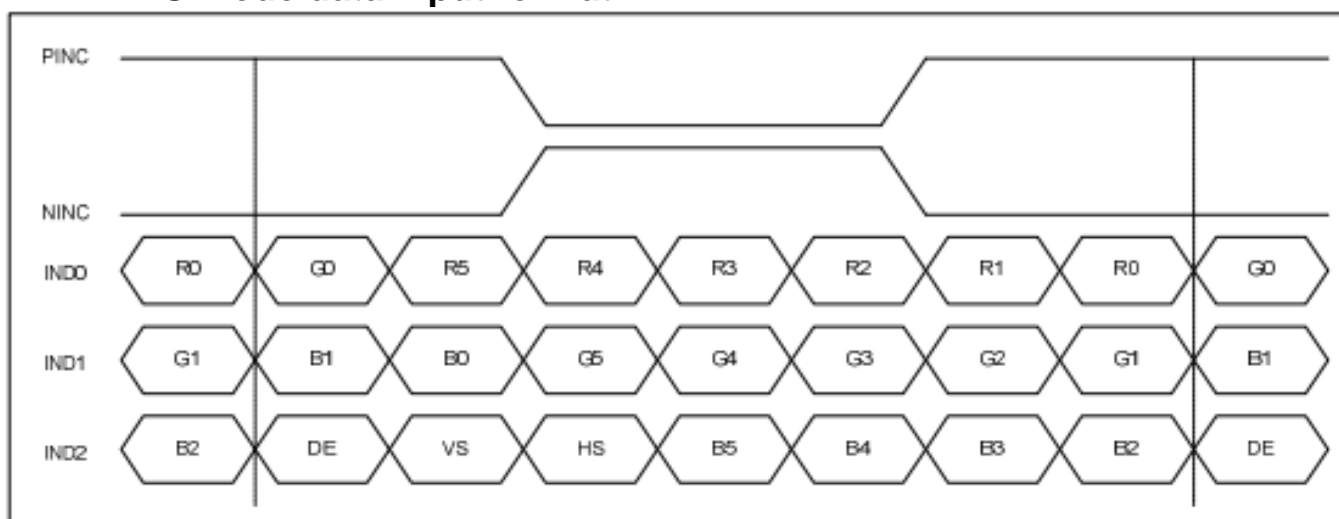 PINC
NINC
IND0 R0 G0 R5 R4 R3 R2 R1 R0 G0
IND1 G1 B1 B0 G5 G4 G3 G2 G1 B1
IND2 B2 DE VS HS B5 B4 B3 B2 DE